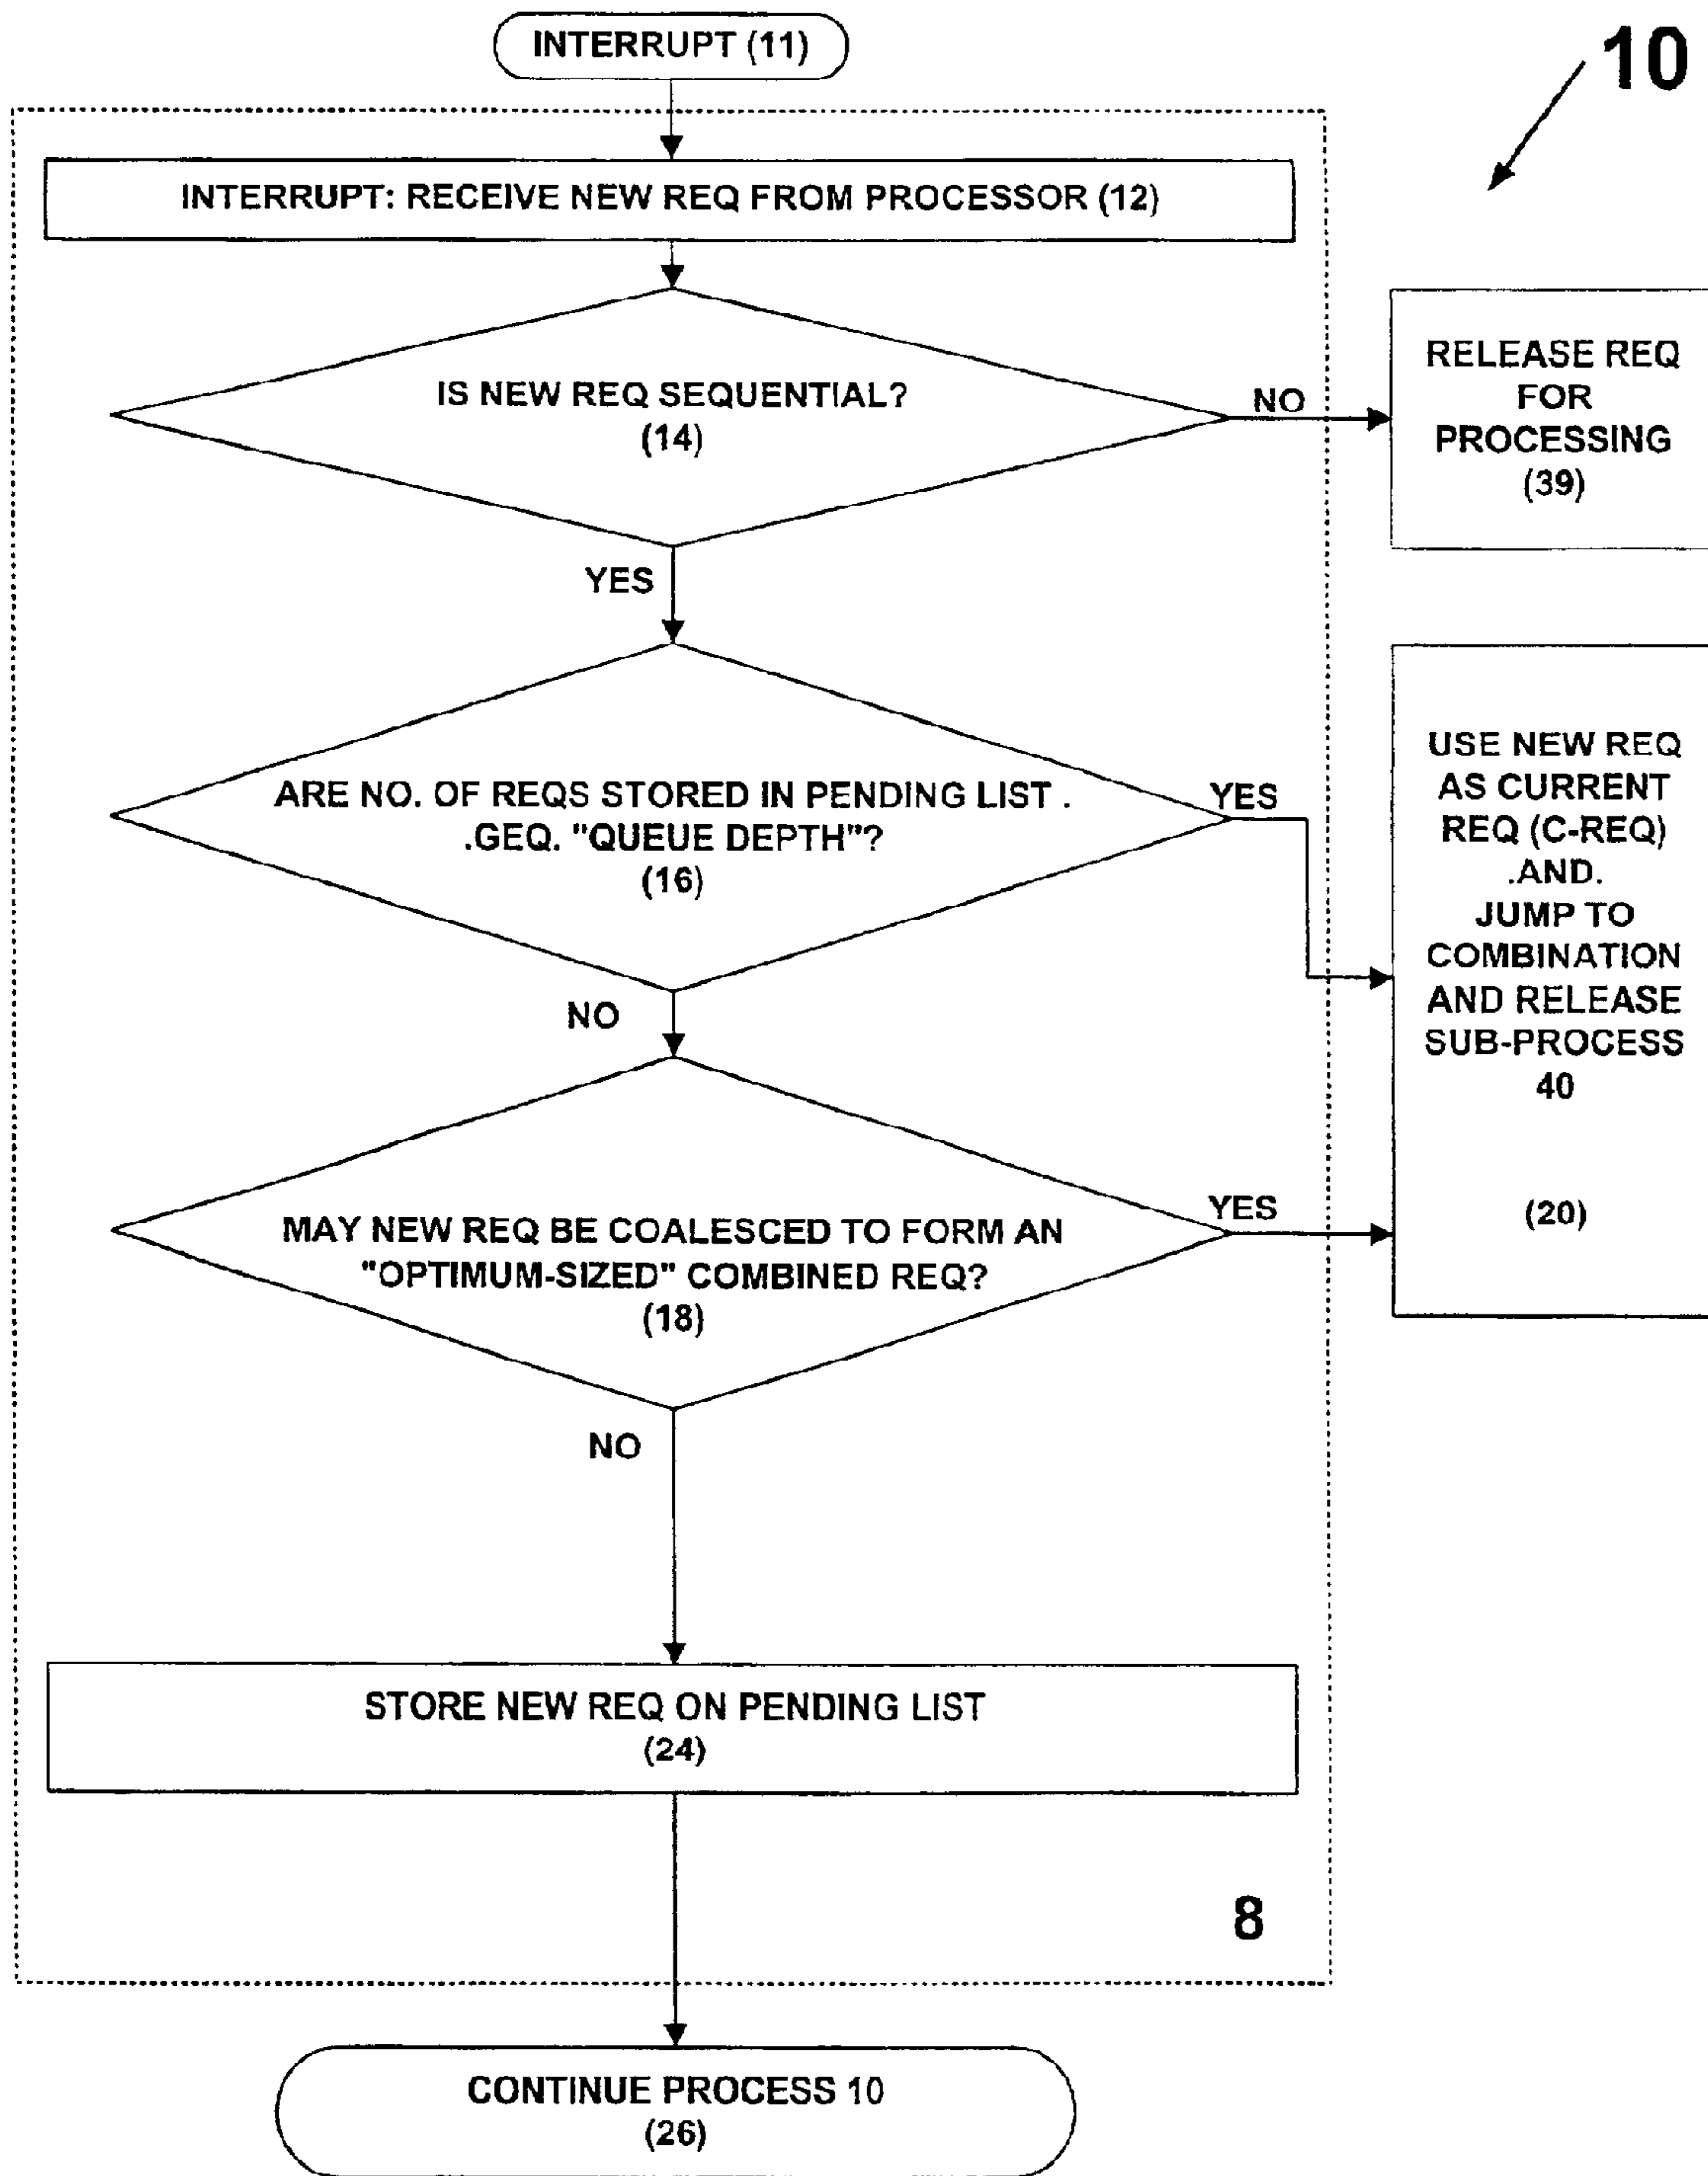 INTERRUPT (11)
10
INTERRUPT: RECEIVE NEW REQ FROM PROCESSOR (12)
IS NEW REQ SEQUENTIAL?
(14)
NO
RELEASE REQ
FOR
PROCESSING
(39)
YES
ARE NO. OF REQS STORED IN PENDING LIST .
.GEQ. "QUEUE DEPTH"?
(16)
YES
NO
USE NEW REQ
AS CURRENT
REQ (C-REQ)
.AND.
JUMP TO
COMBINATION
AND RELEASE
SUB-PROCESS
40
(20)
MAY NEW REQ BE COALESCED TO FORM AN
"OPTIMUM-SIZED" COMBINED REQ?
(18)
YES
NO
STORE NEW REQ ON PENDING LIST
(24)
8
CONTINUE PROCESS 10
(26)